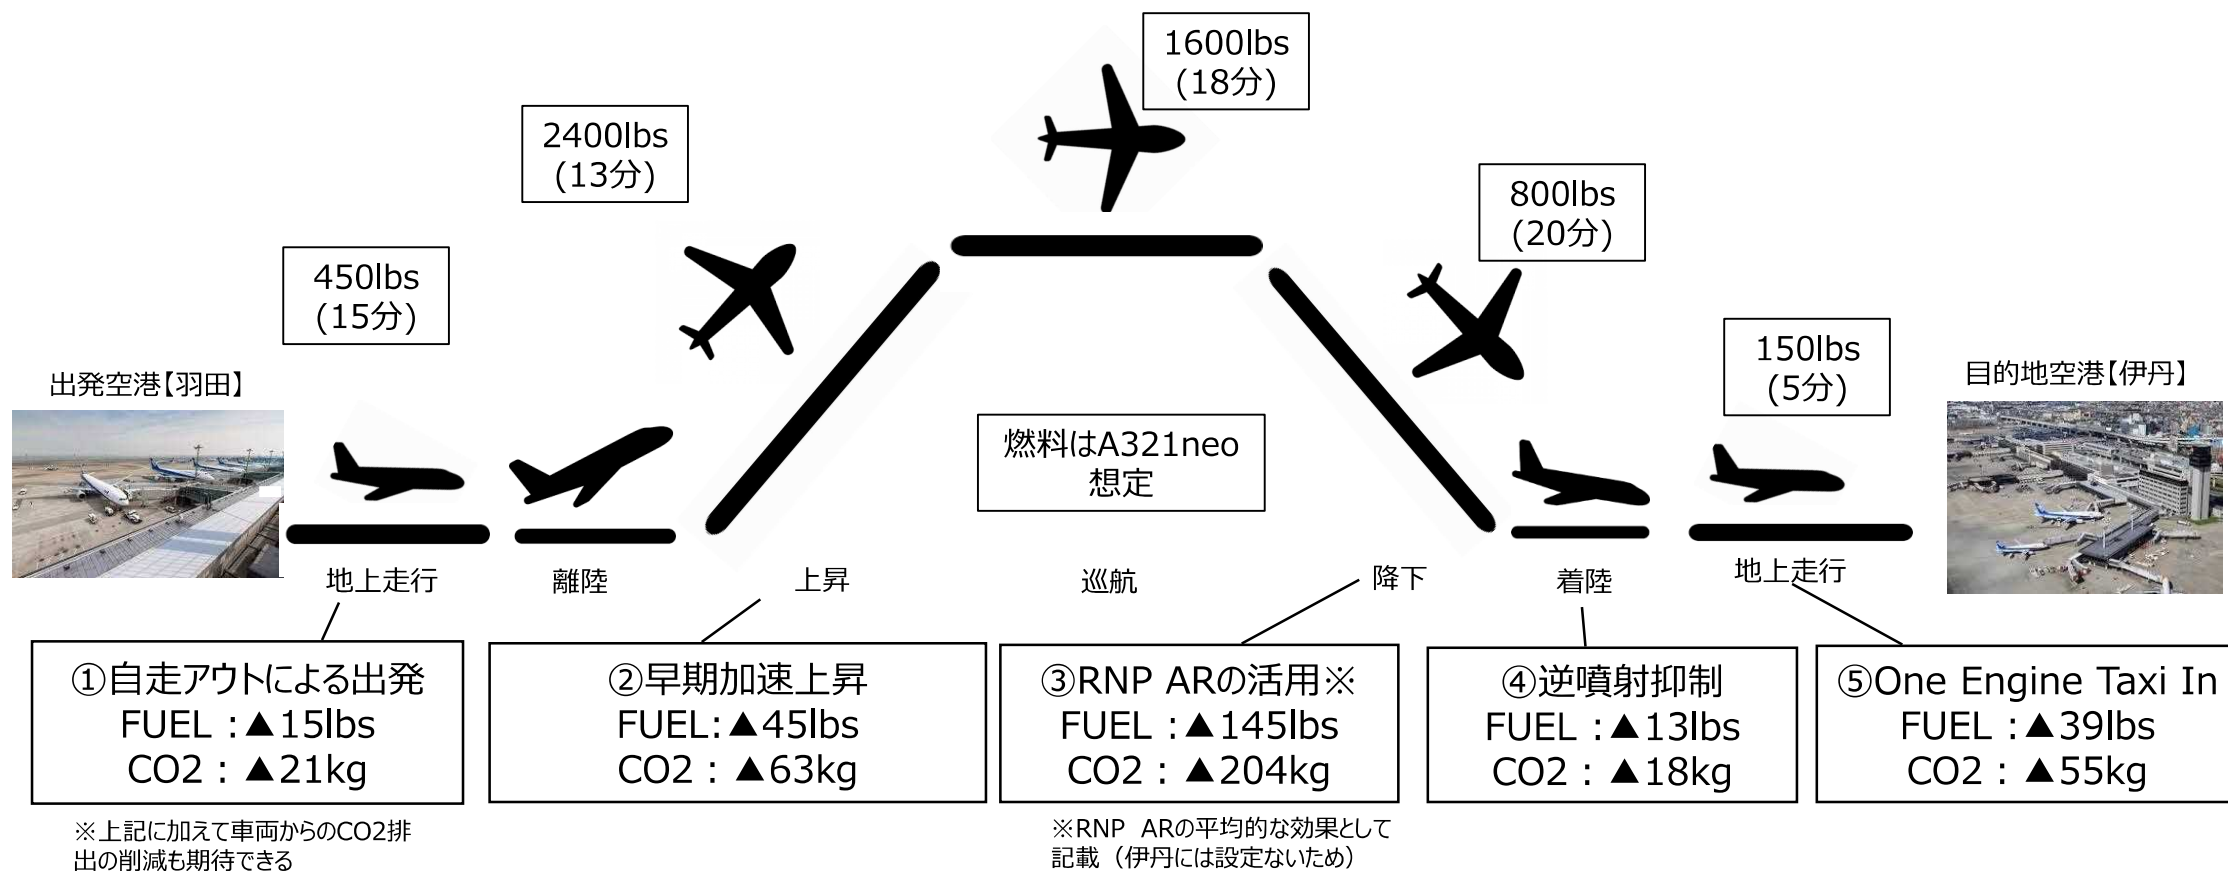 1600lbs
(18分)
2400lbs
(13分)
800lbs
(20分)
450lbs
(15分)
150lbs
(5分)
出発空港【羽田】
目的地空港【伊丹】
燃料はA321neo
想定
地上走行
離陸
上昇
巡航
降下
着陸
地上走行
①自走アウトによる出発
FUEL：▲15lbs
CO2：▲21kg
②早期加速上昇
FUEL:▲45lbs
CO2：▲63kg
③RNP ARの活用※
FUEL：▲145lbs
CO2：▲204kg
④逆噴射抑制
FUEL：▲13lbs
CO2：▲18kg
⑤One Engine Taxi In
FUEL：▲39lbs
CO2：▲55kg
※上記に加えて車両からのCO2排
出の削減も期待できる
※RNP ARの平均的な効果として
記載（伊丹には設定ないため）